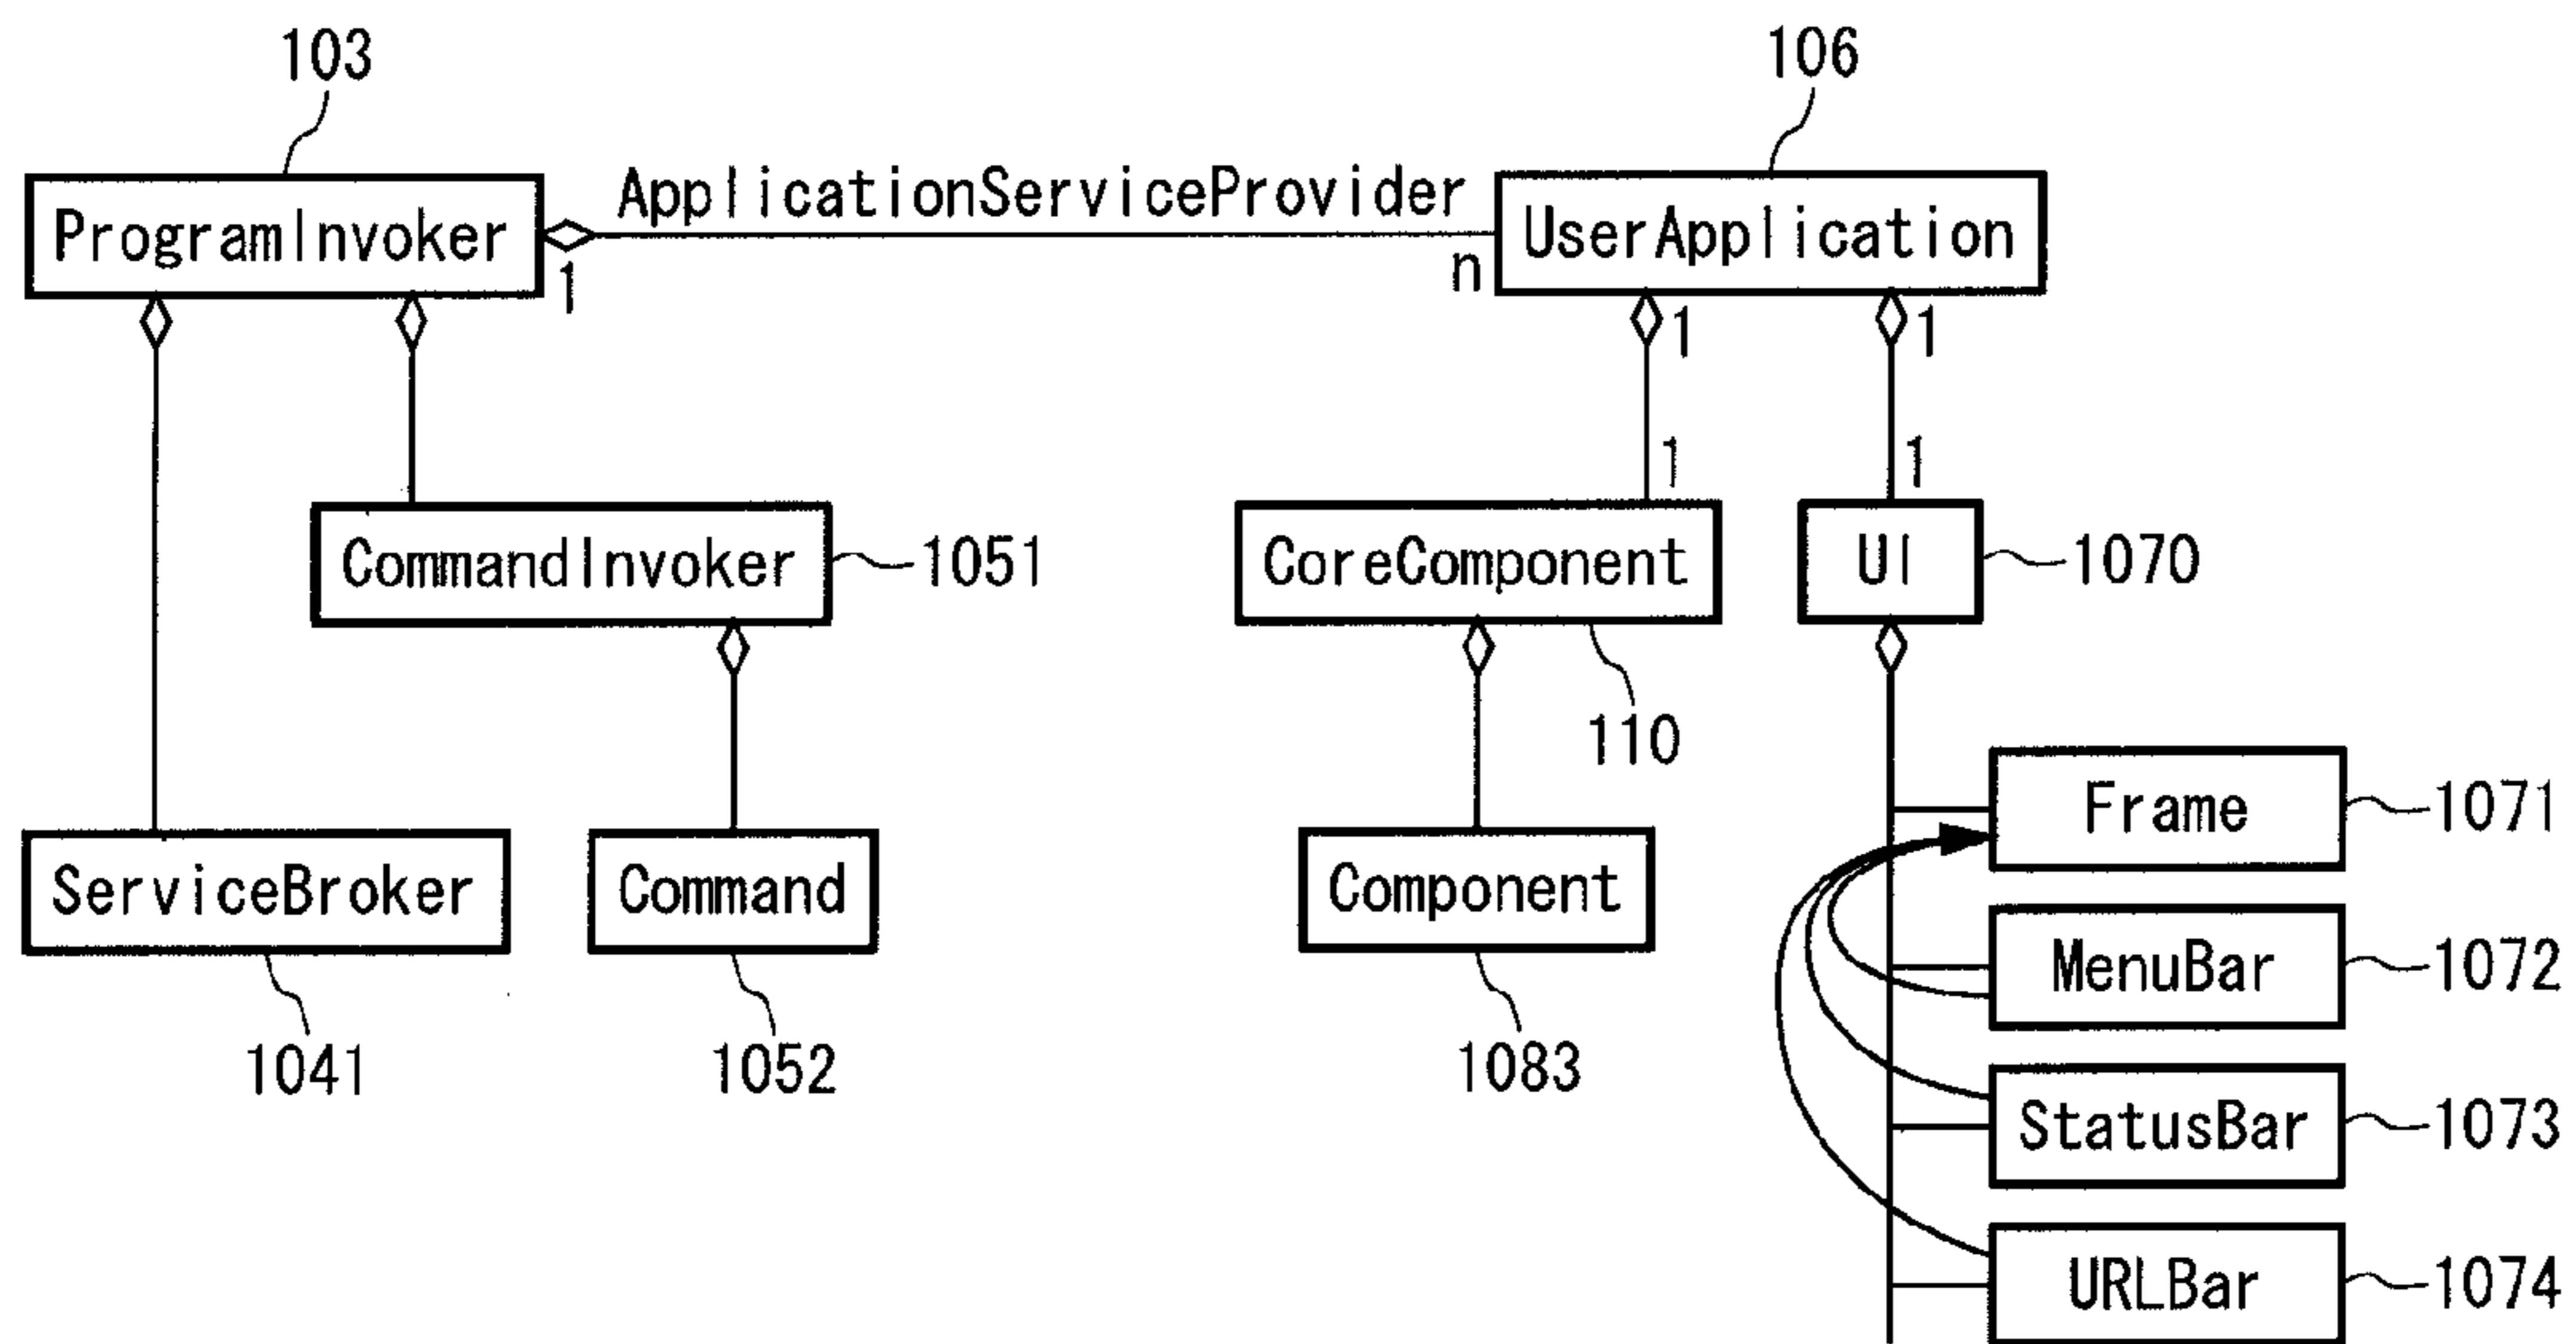 103
106
ApplicationServiceProvider
ProgramInvoker
UserApplication
1
n
1
1
1
1
CommandInvoker
1051
CoreComponent
UI
1070
110
Frame
1071
ServiceBroker
Command
Component
MenuBar
1072
1041
1052
1083
StatusBar
1073
URLBar
1074